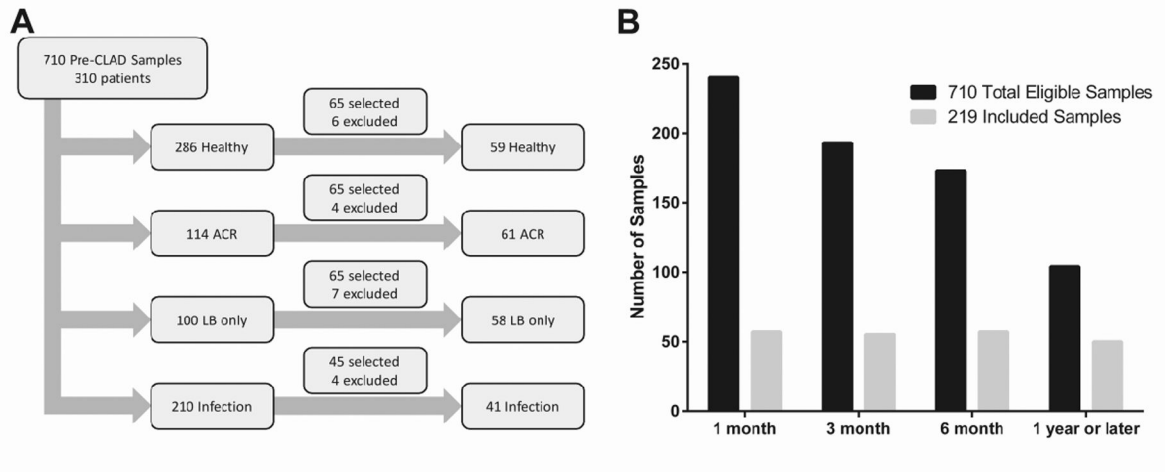 A
710 Pre-CLAD Samples
310 patients
286 Healthy
65 selected
6 excluded
59 Healthy
114 ACR
65 selected
4 excluded
61 ACR
100 LB only
65 selected
7 excluded
58 LB only
210 Infection
45 selected
4 excluded
41 Infection
B
Number of Samples
250
200
150
100
50
0
710 Total Eligible Samples
219 Included Samples
1 month
3 month
6 month
1 year or later